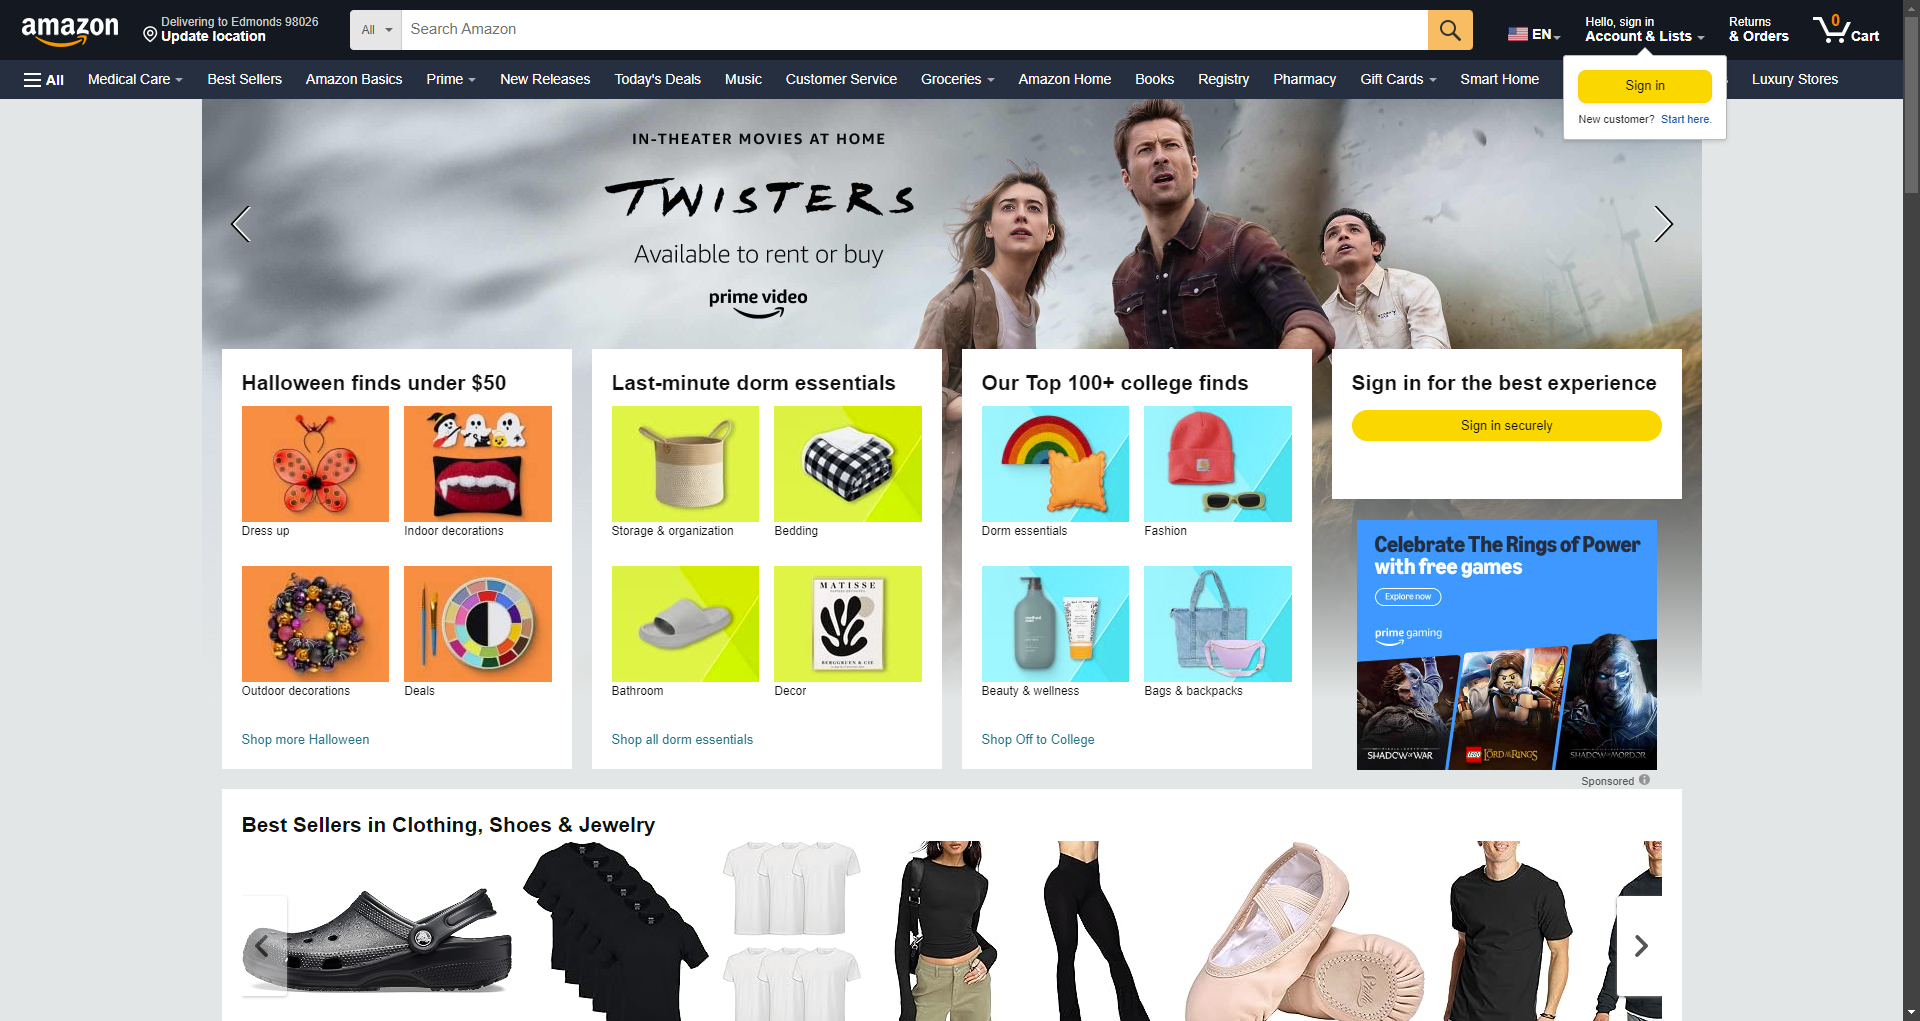 amazon
Delivering to Edmonds 98026
Update location
All
Search Amazon
EN
Hello, sign in
Account & Lists
Returns
& Orders
0
Cart
All
Medical Care
Best Sellers
Amazon Basics
Prime
New Releases
Today's Deals
Music
Customer Service
Groceries
Amazon Home
Books
Registry
Pharmacy
Gift Cards
Smart Home
Luxury Stores
Sign in
New customer? Start here.
IN-THEATER MOVIES AT HOME
TWISTERS
Available to rent or buy
prime video
Halloween finds under $50
Dress up
Indoor decorations
Outdoor decorations
Deals
Shop more Halloween
Last-minute dorm essentials
Storage & organization
Bedding
Bathroom
MATISSE
BERGGRUEN & CIE
Decor
Shop all dorm essentials
Our Top 100+ college finds
Dorm essentials
Fashion
Beauty & wellness
Bags & backpacks
Shop Off to College
Sign in for the best experience
Sign in securely
Celebrate The Rings of Power
with free games
Explore now
prime gaming
SHADOW OF WAR
LEGO
THE LORD OF THE RINGS
SHADOW OF MORDOR
Sponsored
Best Sellers in Clothing, Shoes & Jewelry